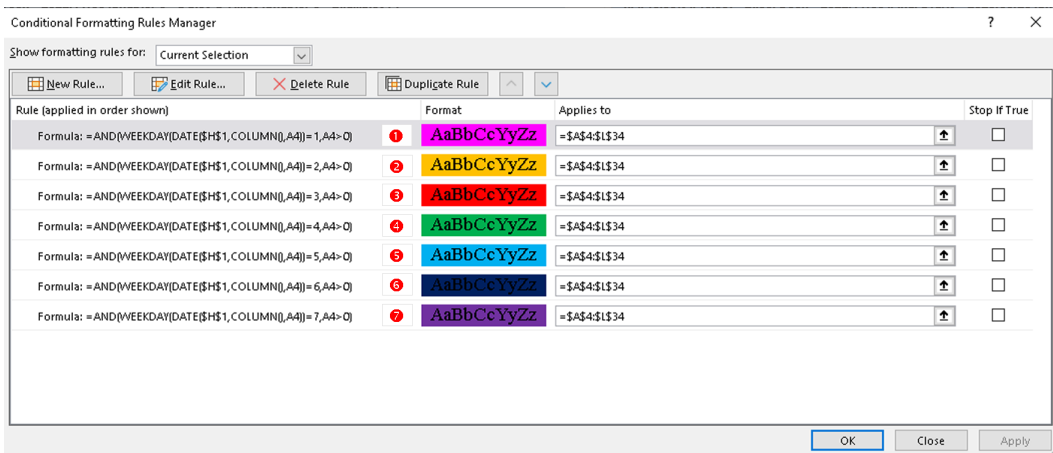 Conditional Formatting Rules Manager ? ×
Show formatting rules for: Current Selection
New Rule... Edit Rule... Delete Rule Duplicate Rule
Rule (applied in order shown) Format Applies to Stop If True
Formula: =AND(WEEKDAY(DATE($H$1,COLUMN(),A4))=1,A4>0) 1 AaBbCcYyZz =$A$4:$L$34
Formula: =AND(WEEKDAY(DATE($H$1,COLUMN(),A4))=2,A4>0) 2 AaBbCcYyZz =$A$4:$L$34
Formula: =AND(WEEKDAY(DATE($H$1,COLUMN(),A4))=3,A4>0) 3 AaBbCcYyZz =$A$4:$L$34
Formula: =AND(WEEKDAY(DATE($H$1,COLUMN(),A4))=4,A4>0) 4 AaBbCcYyZz =$A$4:$L$34
Formula: =AND(WEEKDAY(DATE($H$1,COLUMN(),A4))=5,A4>0) 5 AaBbCcYyZz =$A$4:$L$34
Formula: =AND(WEEKDAY(DATE($H$1,COLUMN(),A4))=6,A4>0) 6 AaBbCcYyZz =$A$4:$L$34
Formula: =AND(WEEKDAY(DATE($H$1,COLUMN(),A4))=7,A4>0) 7 AaBbCcYyZz =$A$4:$L$34
OK Close Apply